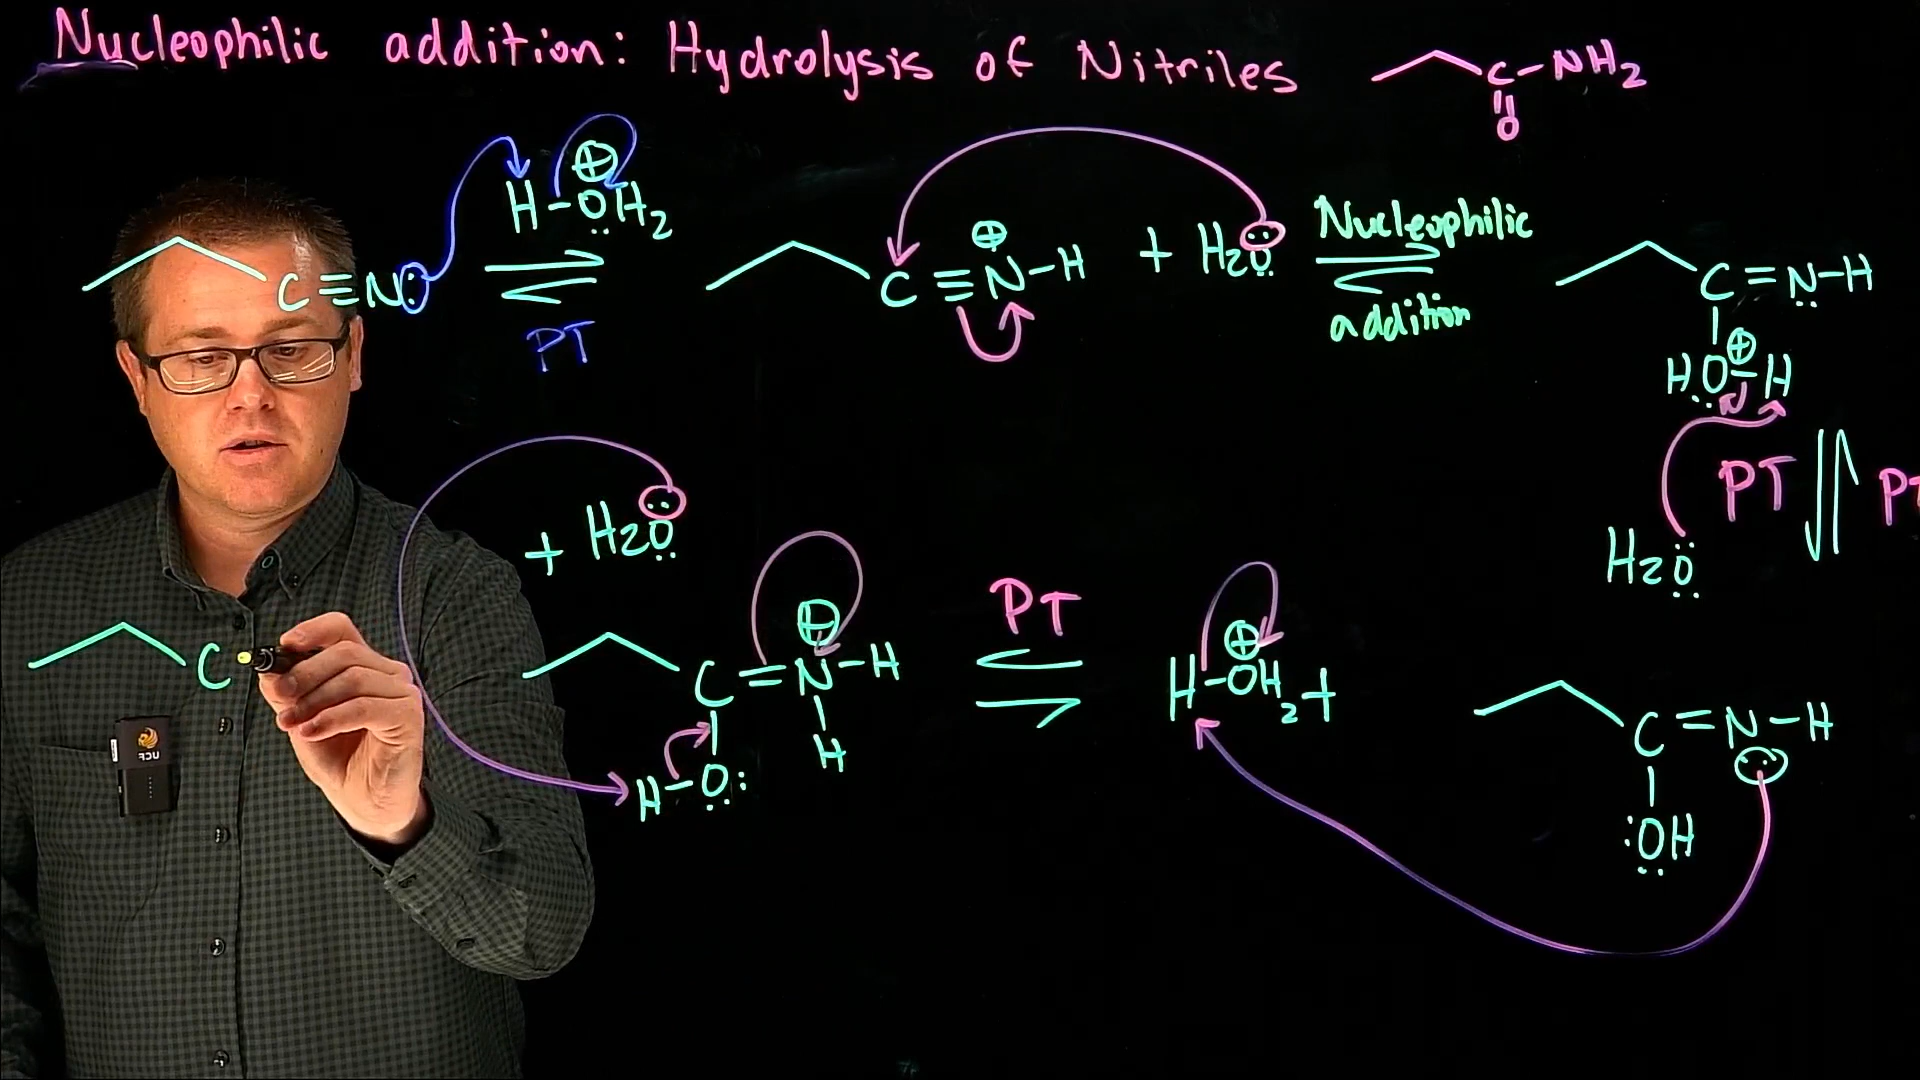 Nucleophilic addition: Hydrolysis of Nitriles
C-NH2
O
H-OH2
C≡N:
PT
C≡N-H + H2O
Nucleophilic
addition
C=N-H
HO-H
PT
PT
H2O
+ H2O
C
C=N-H
H
H-O:
PT
H-OH2 +
C=N-H
:OH
UCF